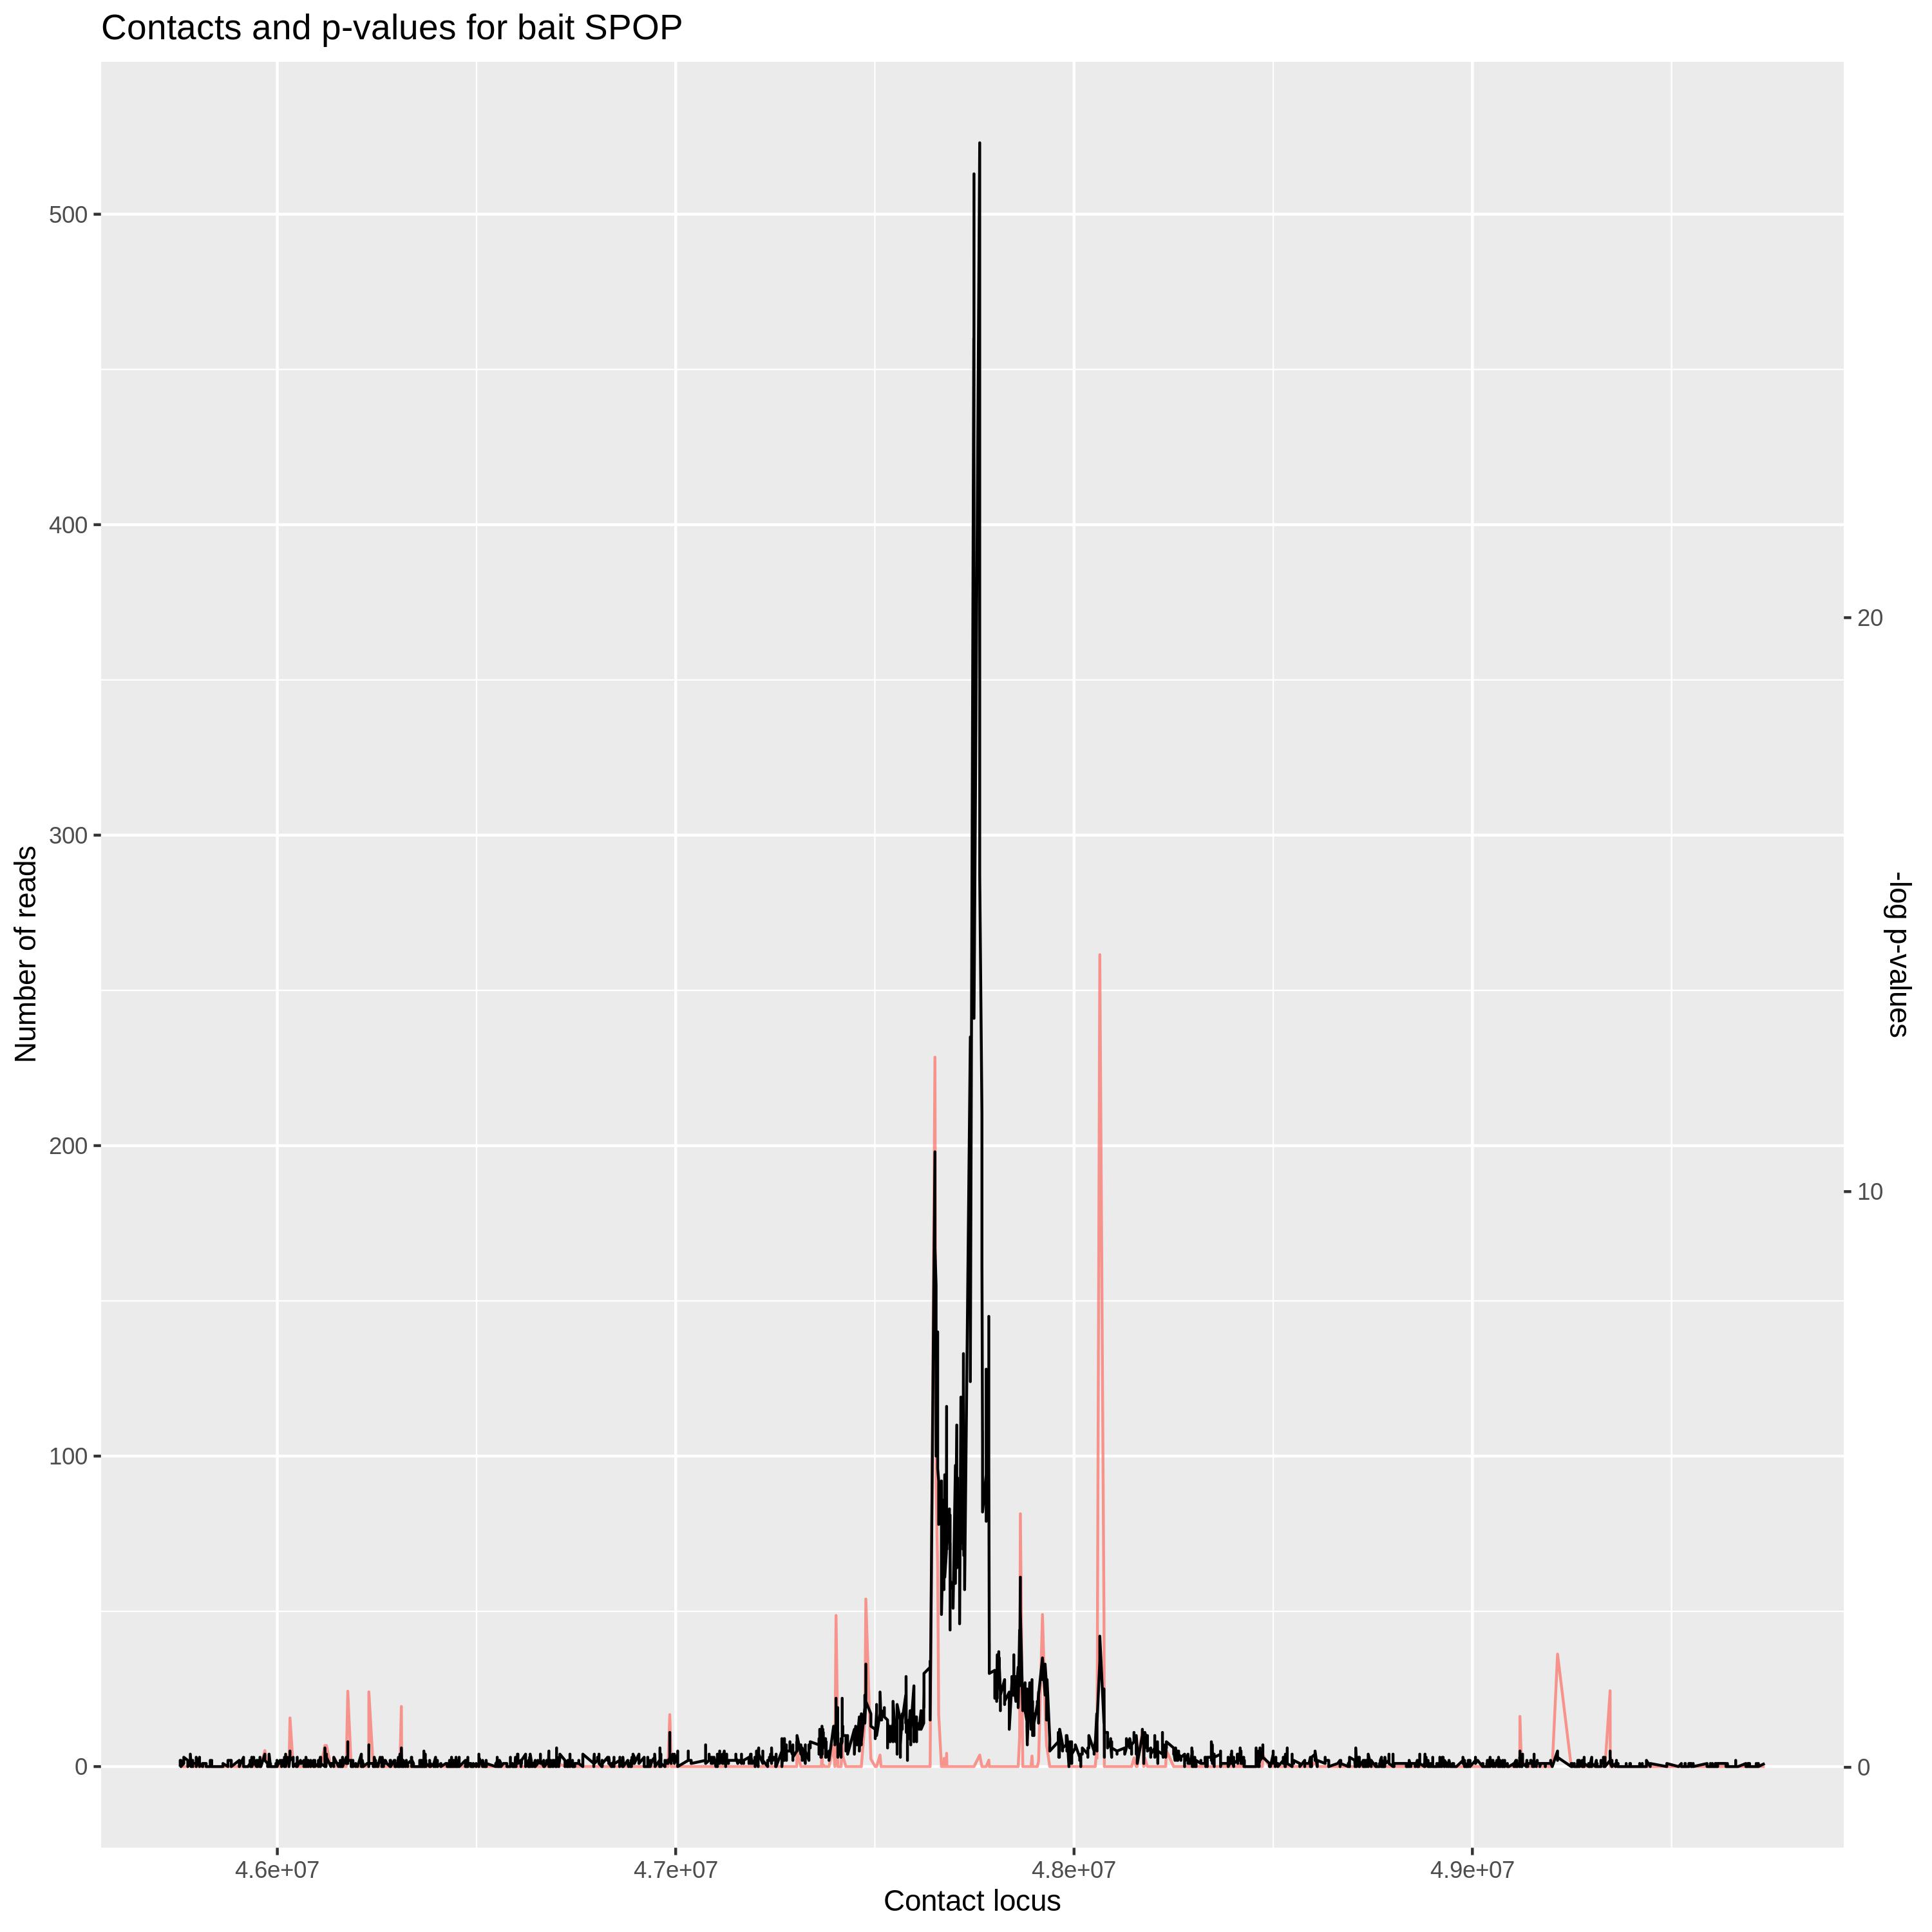 Contacts and p-values for bait SPOP
500
400
300
200
100
0
Number of reads
20
10
0
-log p-values
4.6e+07
4.7e+07
4.8e+07
4.9e+07
Contact locus